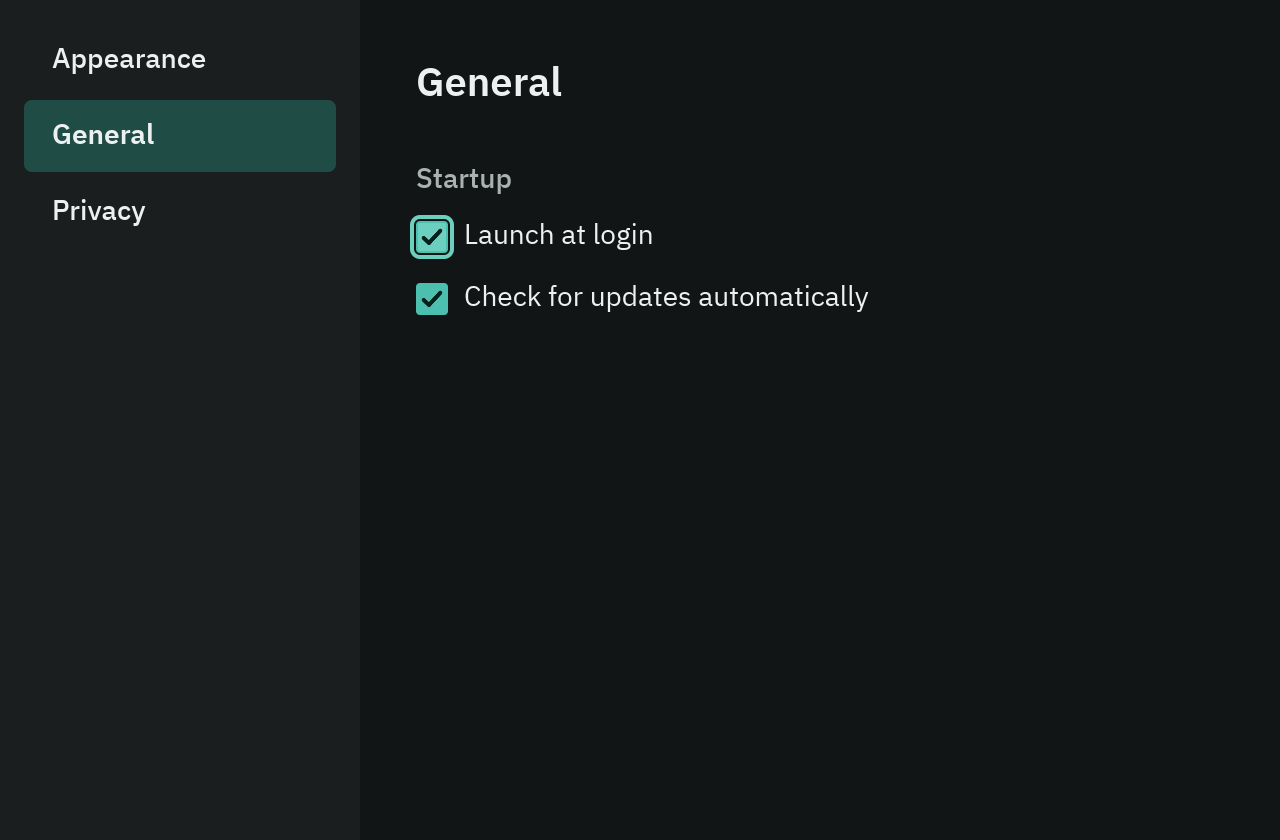 Appearance
General
Privacy
General
Startup
Launch at login
Check for updates automatically